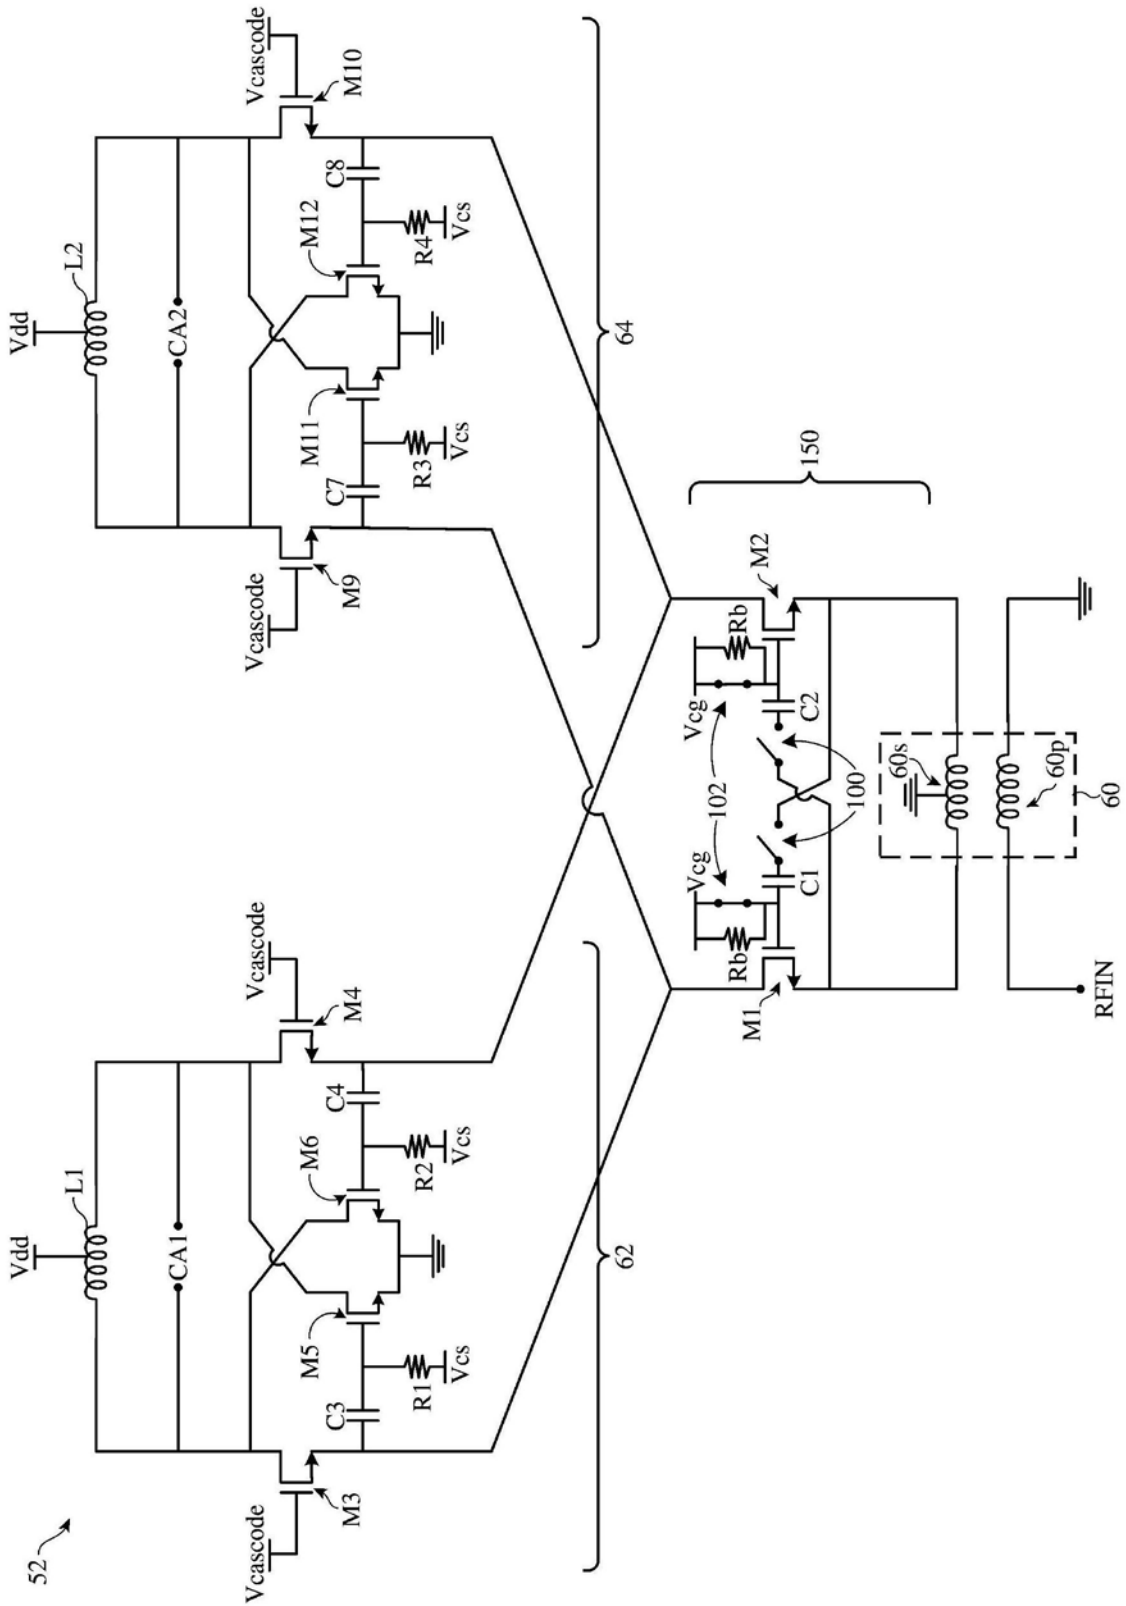 52
Vdd
L1
CA1
Vcascode
M3
Vcascode
M4
C3
R1
Vcs
M5
M6
R2
Vcs
C4
62
Vdd
L2
CA2
Vcascode
M9
Vcascode
M10
C7
R3
Vcs
M11
M12
R4
Vcs
C8
64
Vcg
Rb
M1
C1
102
100
Vcg
Rb
M2
C2
150
60s
60p
60
RFIN